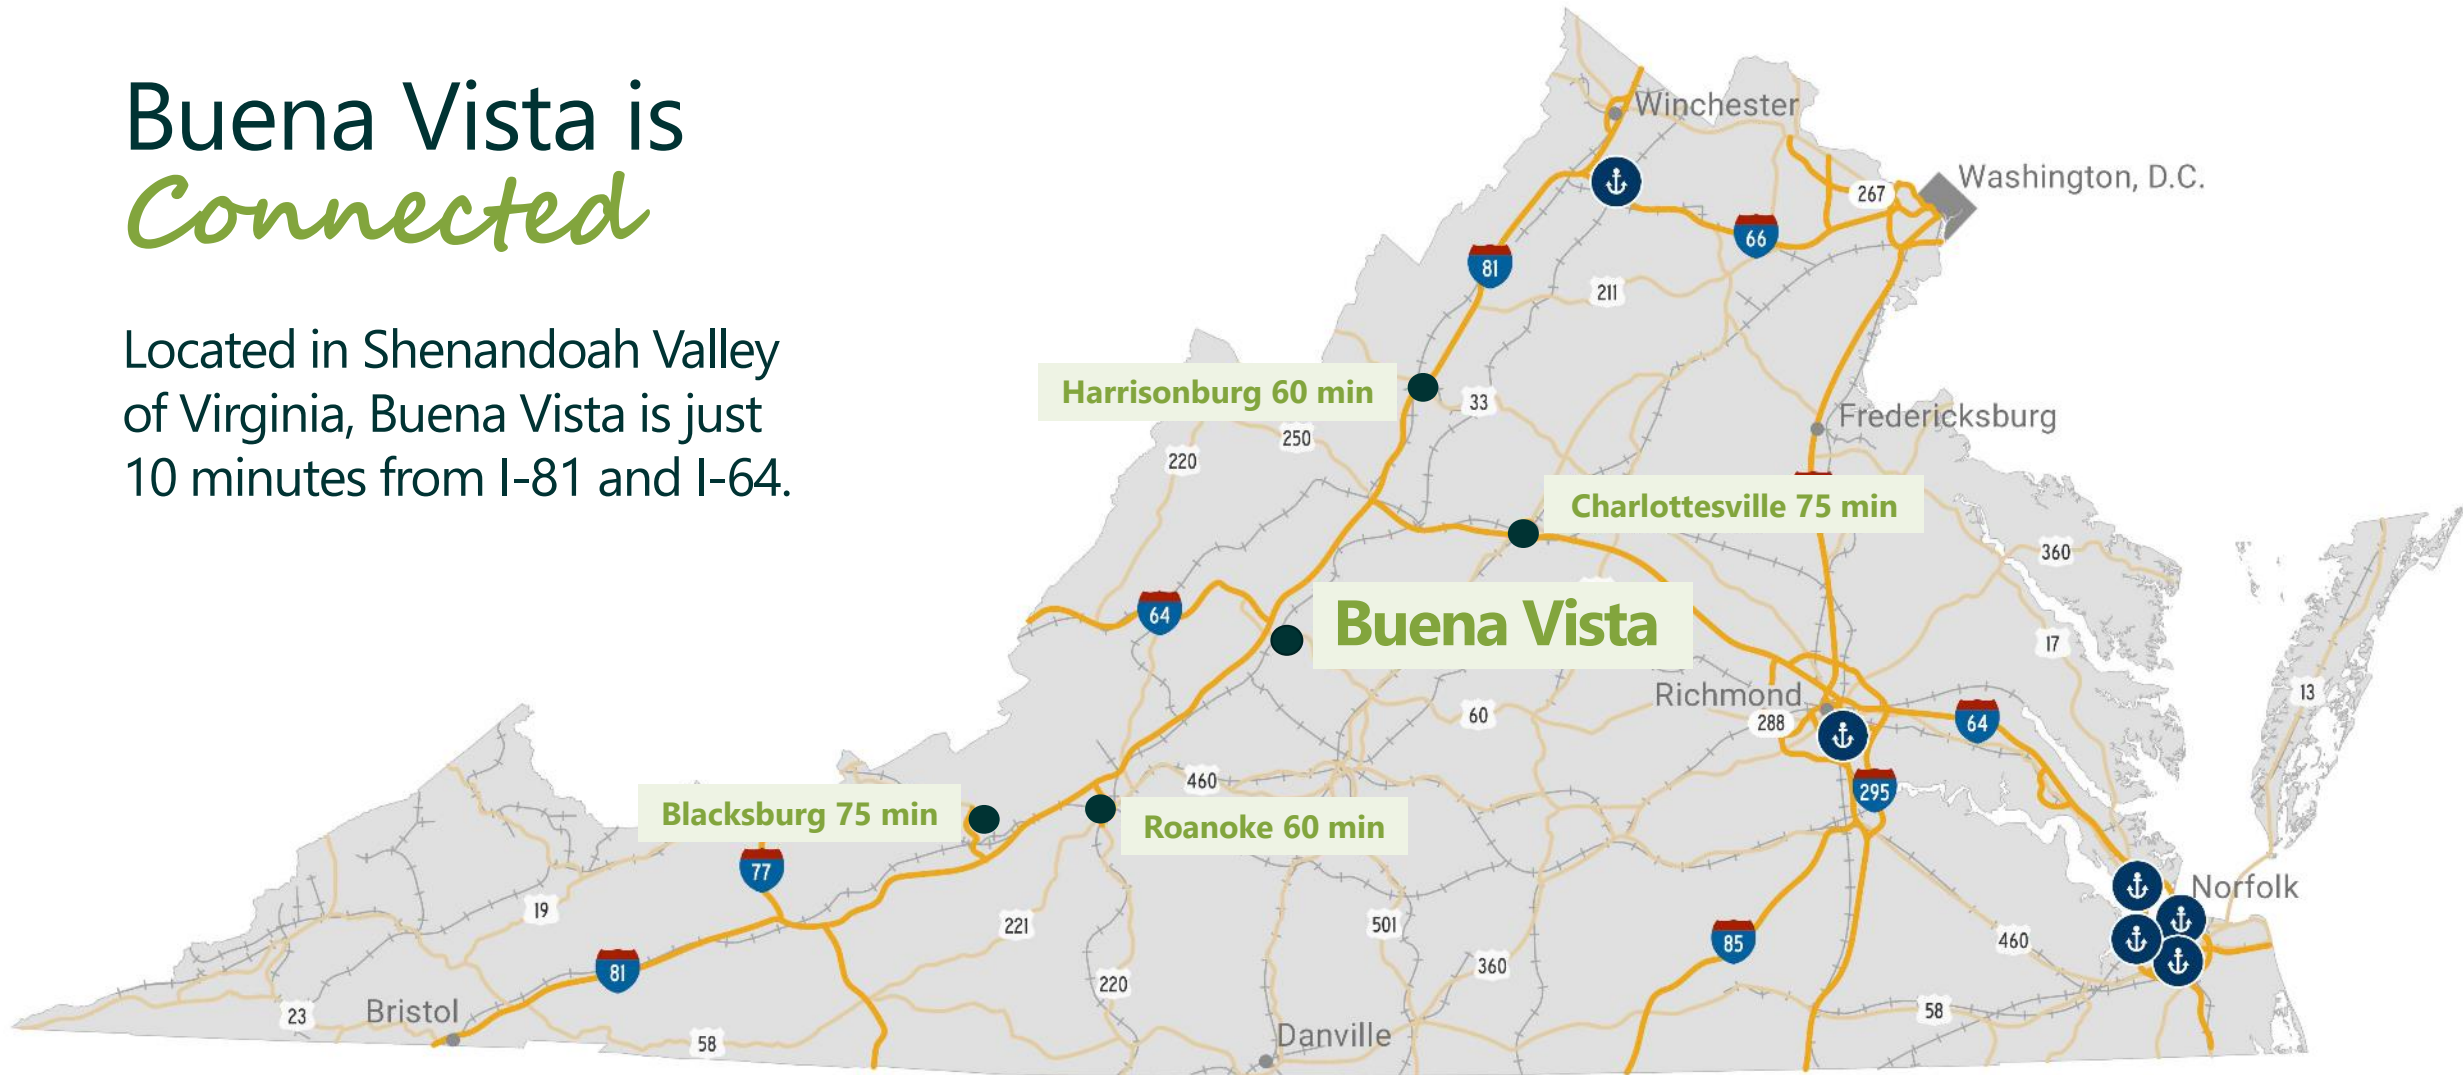 Buena Vista is
Connected
Located in Shenandoah Valley
of Virginia, Buena Vista is just
10 minutes from I-81 and I-64.
Winchester
Washington, D.C.
267
66
81
211
Harrisonburg 60 min
33
Fredericksburg
250
220
Charlottesville 75 min
360
64
Buena Vista
17
Richmond
13
60
288
64
460
295
Blacksburg 75 min
Roanoke 60 min
77
Norfolk
19
221
501
85
460
81
360
220
23
Bristol
58
58
Danville